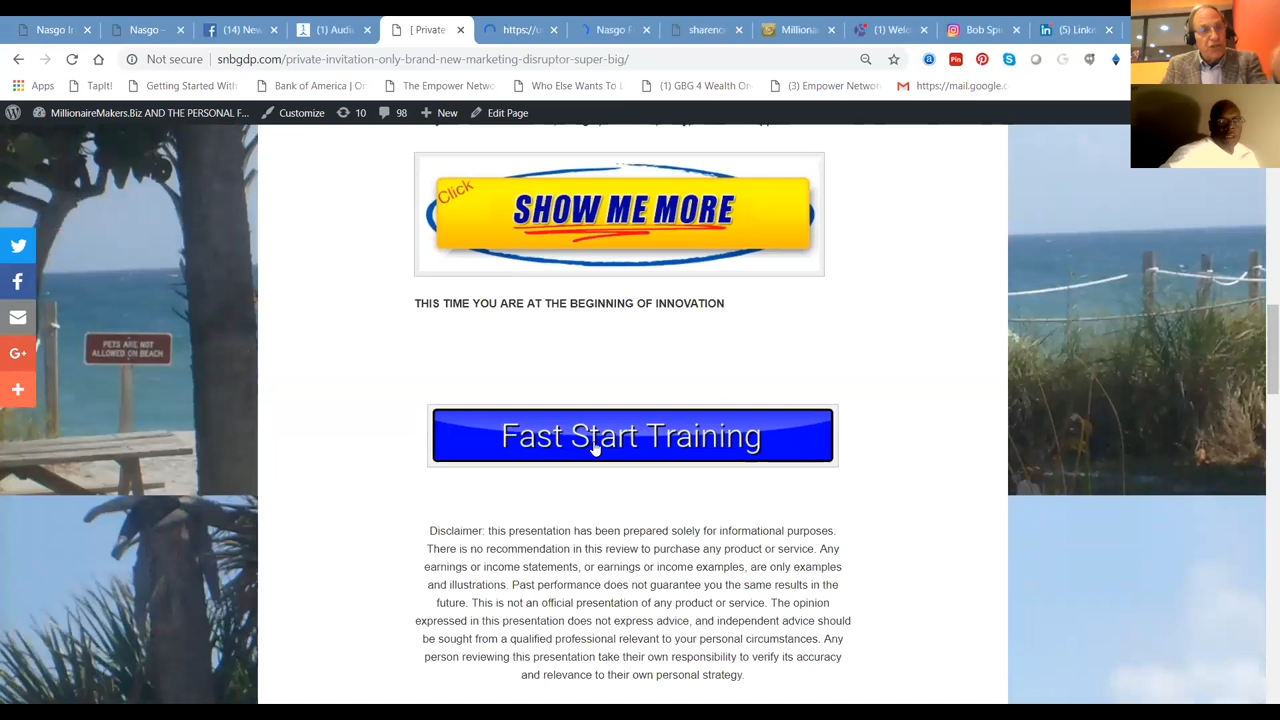 Nasgo
Nasgo
(14) New
(1) Audi
[ Private
https://u
Nasgo
sharenc
Million
(1) Welc
Bob Spi
(5) Link
Not secure
snbgdp.com/private-invitation-only-brand-new-marketing-disruptor-super-big/
Apps
TapIt!
Getting Started With
Bank of America | On
The Empower Netwo
Who Else Wants To
(1) GBG 4 Wealth On
(3) Empower Networ
https://mail.google.c
MillionaireMakers.Biz AND THE PERSONAL F...
Customize
10
98
New
Edit Page
Click
SHOW ME MORE
THIS TIME YOU ARE AT THE BEGINNING OF INNOVATION
PETS ARE NOT
ALLOWED ON BEACH
Fast Start Training
Disclaimer: this presentation has been prepared solely for informational purposes.
There is no recommendation in this review to purchase any product or service. Any
earnings or income statements, or earnings or income examples, are only examples
and illustrations. Past performance does not guarantee you the same results in the
future. This is not an official presentation of any product or service. The opinion
expressed in this presentation does not express advice, and independent advice should
be sought from a qualified professional relevant to your personal circumstances. Any
person reviewing this presentation take their own responsibility to verify its accuracy
and relevance to their own personal strategy.